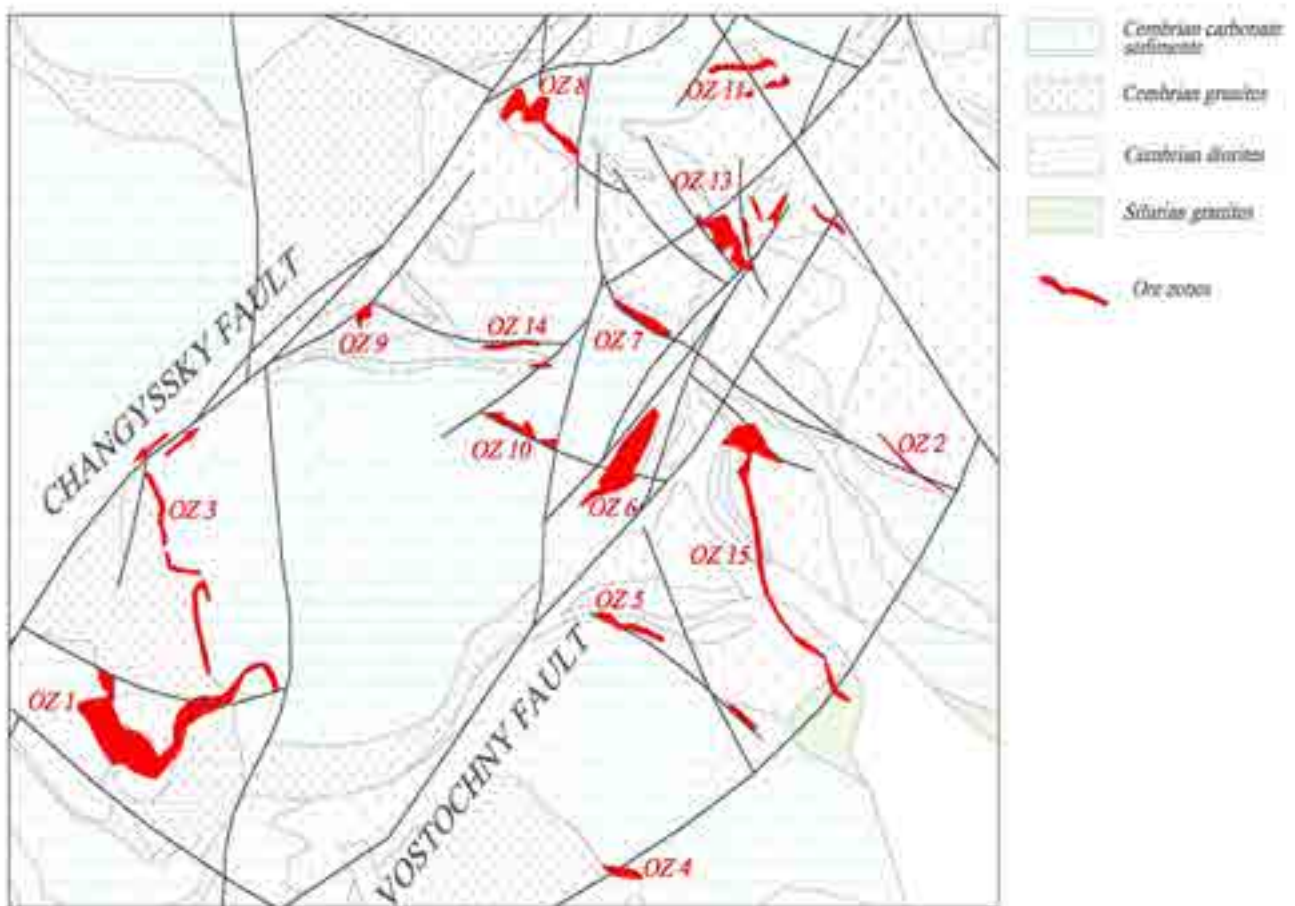 OZ 8
OZ 11
OZ 13
CHANGYSSKY FAULT
OZ 9
OZ 14
OZ 7
OZ 10
OZ 2
OZ 3
OZ 6
OZ 15
OZ 5
OZ 1
VOSTOCHNY FAULT
OZ 4
Cembrian carbonate
sediments
Cembrian granites
Cambrian diorites
Silurian granites
Ore zones